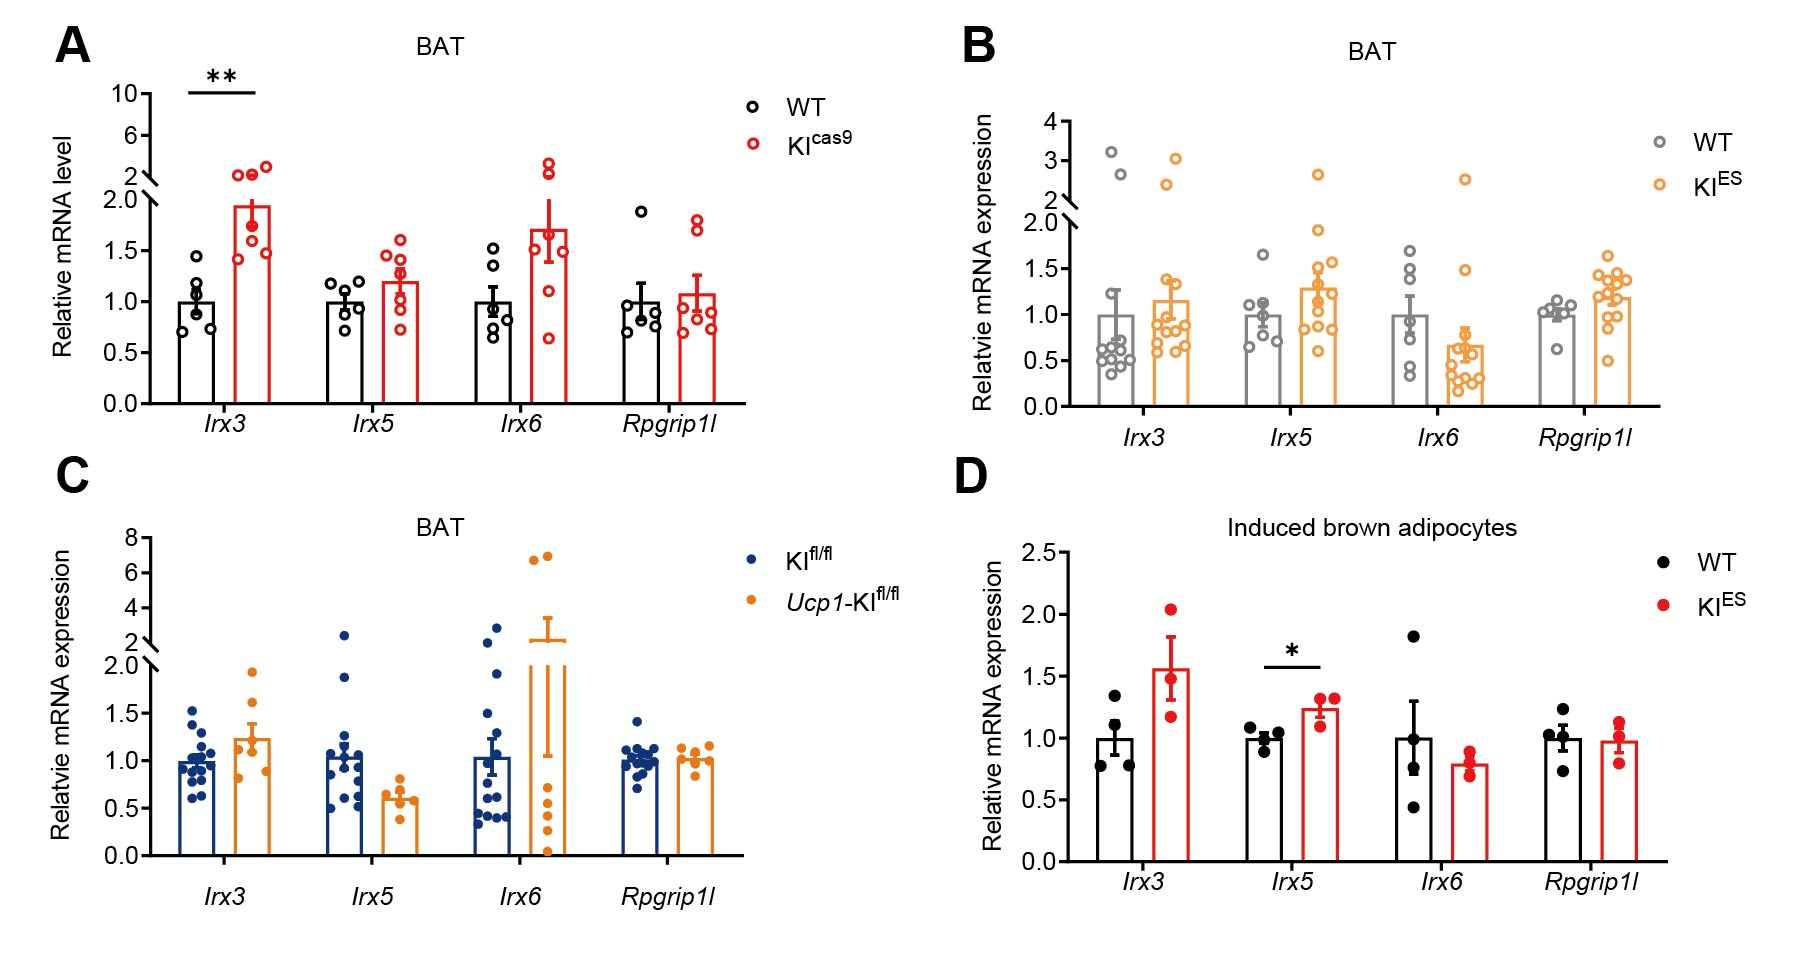 A
BAT
**
Relative mRNA level
10
6
2
2.0
1.5
1.0
0.5
0.0
Irx3 Irx5 Irx6 Rpgrip1l
WT
KIcas9
B
BAT
Relatvie mRNA expression
4
3
2
2.0
1.5
1.0
0.5
0.0
Irx3 Irx5 Irx6 Rpgrip1l
WT
KIES
C
BAT
Relatvie mRNA expression
8
6
4
2
2.0
1.5
1.0
0.5
0.0
Irx3 Irx5 Irx6 Rpgrip1l
KIfl/fl
Ucp1-KIfl/fl
D
Induced brown adipocytes
*
Relative mRNA expression
2.5
2.0
1.5
1.0
0.5
0.0
Irx3 Irx5 Irx6 Rpgrip1l
WT
KIES